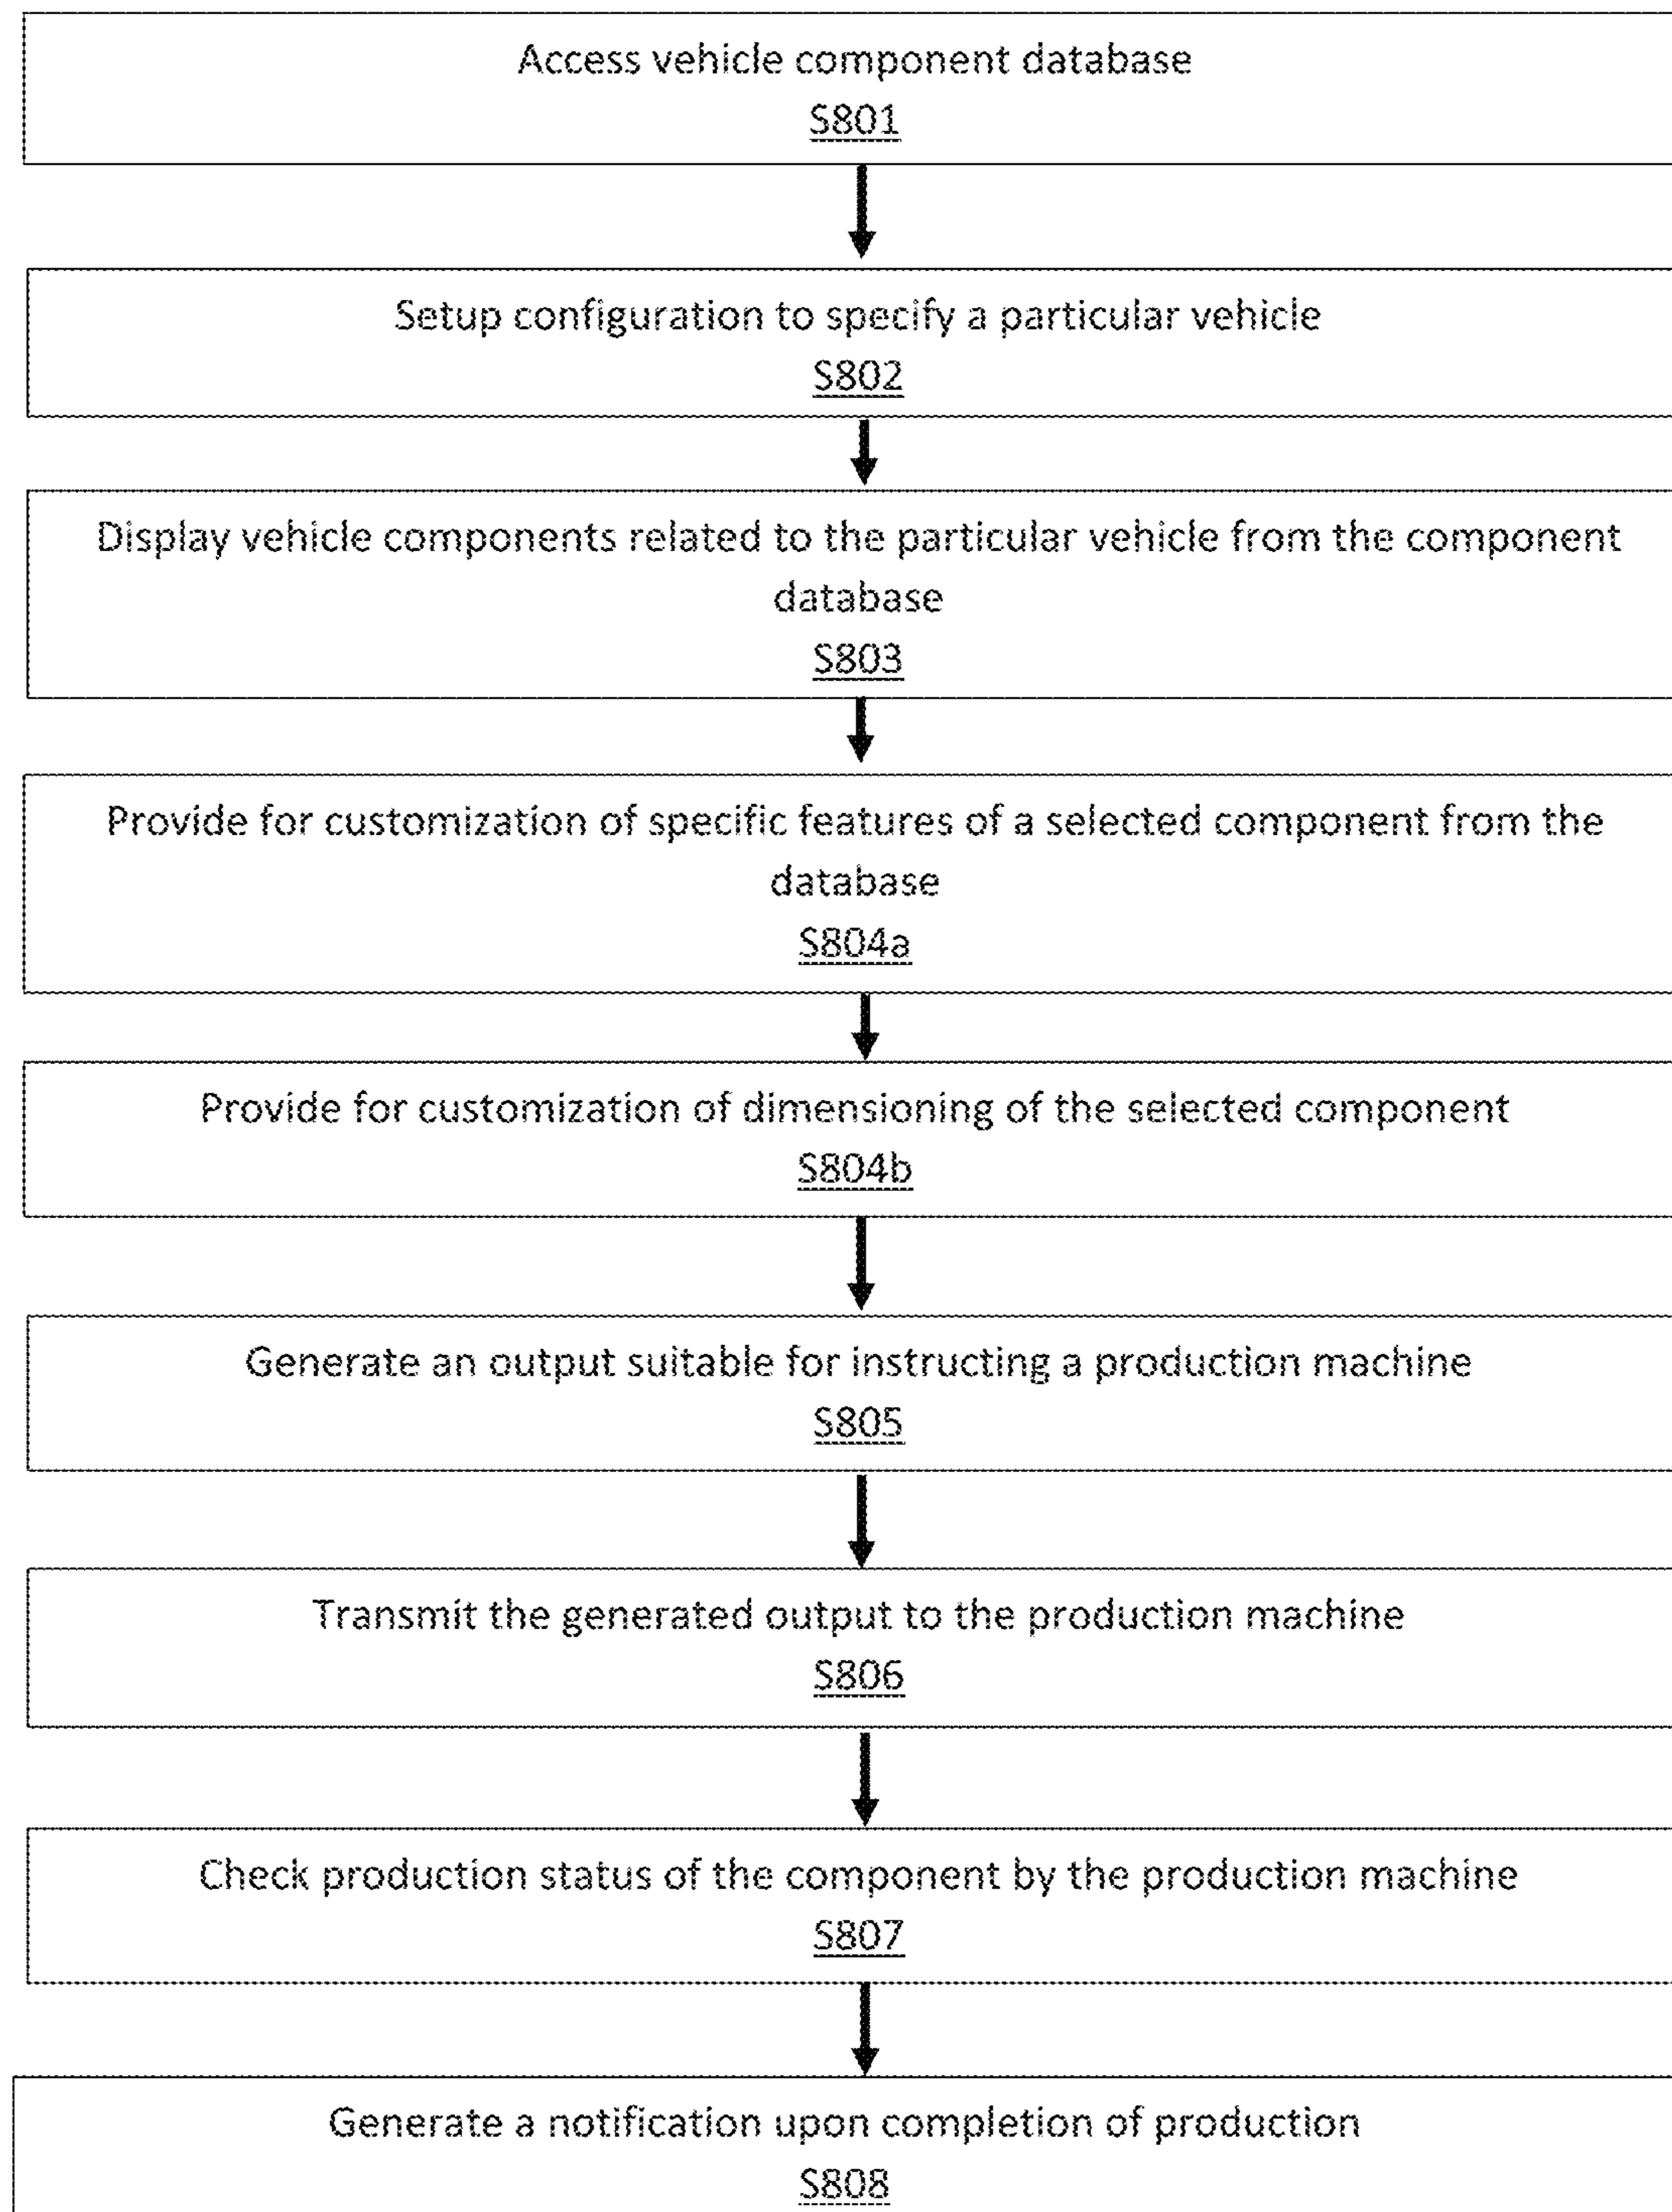 Access vehicle component database
S801
Setup configuration to specify a particular vehicle
S802
Display vehicle components related to the particular vehicle from the component
database
S803
Provide for customization of specific features of a selected component from the
database
S804a
Provide for customization of dimensioning of the selected component
S804b
Generate an output suitable for instructing a production machine
S805
Transmit the generated output to the production machine
S806
Check production status of the component by the production machine
S807
Generate a notification upon completion of production
S808